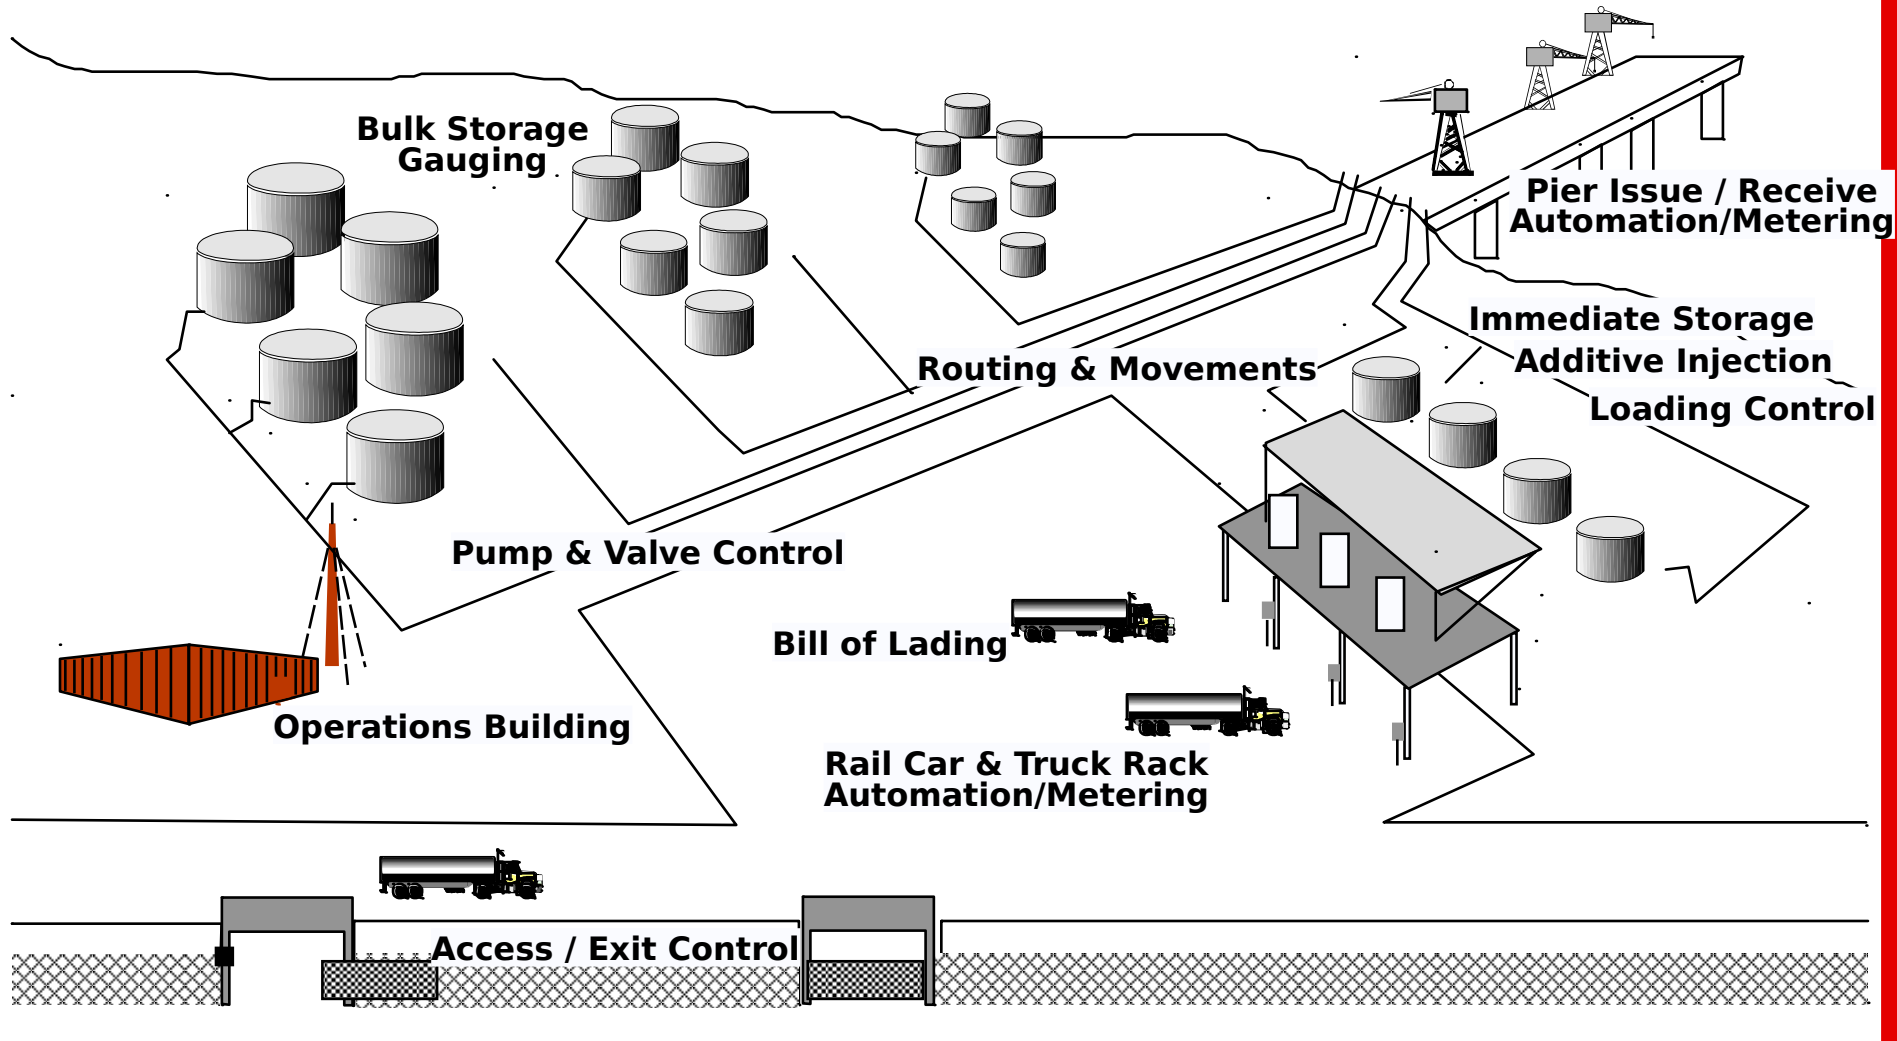 Bulk Storage
Gauging
Pier Issue / Receive
Automation/Metering
Immediate Storage
Additive Injection
Loading Control
Routing & Movements
Pump & Valve Control
Bill of Lading
Operations Building
Rail Car & Truck Rack
Automation/Metering
Access / Exit Control